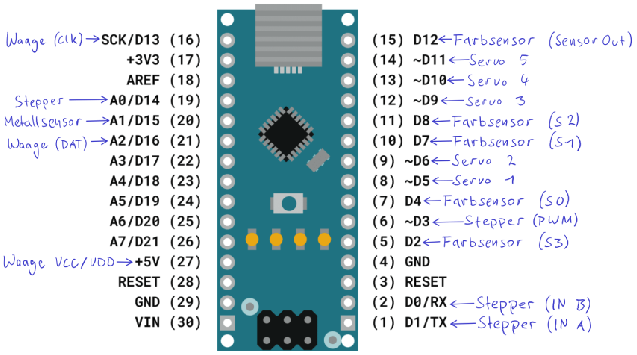 Waage (Clk) → SCK/D13 (16)
+3V3 (17)
AREF (18)
Stepper → A0/D14 (19)
Metallsensor → A1/D15 (20)
Waage (DAT) → A2/D16 (21)
A3/D17 (22)
A4/D18 (23)
A5/D19 (24)
A6/D20 (25)
A7/D21 (26)
Waage VCC/VDD → +5V (27)
RESET (28)
GND (29)
VIN (30)
(15) D12 ← Farbsensor (Sensor Out)
(14) ~D11 ← Servo 5
(13) ~D10 ← Servo 4
(12) ~D9 ← Servo 3
(11) D8 ← Farbsensor (S2)
(10) D7 ← Farbsensor (S1)
(9) ~D6 ← Servo 2
(8) ~D5 ← Servo 1
(7) D4 ← Farbsensor (S0)
(6) ~D3 ← Stepper (PWM)
(5) D2 ← Farbsensor (S3)
(4) GND
(3) RESET
(2) D0/RX ← Stepper (IN B)
(1) D1/TX ← Stepper (IN A)